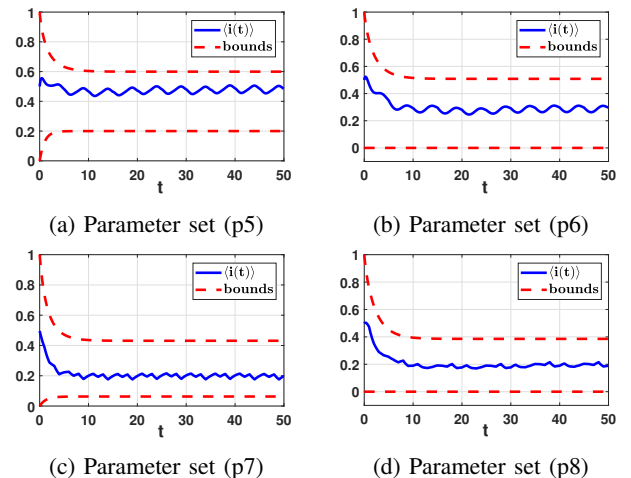 1
0.8
0.6
0.4
0.2
0
0 10 20 30 40 50
t
⟨i(t)⟩
bounds
(a) Parameter set (p5)
1
0.8
0.6
0.4
0.2
0
0 10 20 30 40 50
t
⟨i(t)⟩
bounds
(b) Parameter set (p6)
1
0.8
0.6
0.4
0.2
0
0 10 20 30 40 50
t
⟨i(t)⟩
bounds
(c) Parameter set (p7)
1
0.8
0.6
0.4
0.2
0
0 10 20 30 40 50
t
⟨i(t)⟩
bounds
(d) Parameter set (p8)